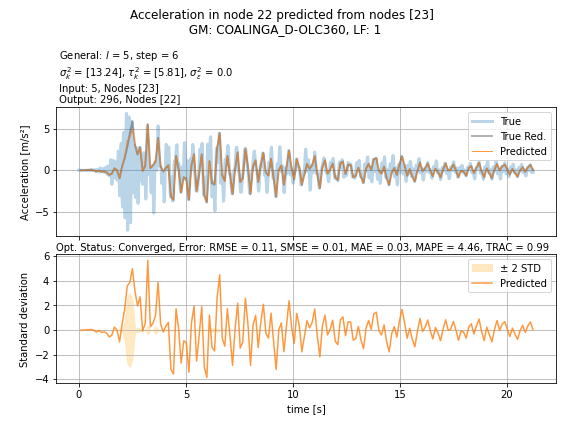 Acceleration in node 22 predicted from nodes [23]
GM: COALINGA_D-OLC360, LF: 1
General: l = 5, step = 6
σ²ₖ = [13.24], τ²ₖ = [5.81], σ²ε = 0.0
Input: 5, Nodes [23]
Output: 296, Nodes [22]
Acceleration [m/s²]
5
0
−5
True
True Red.
Predicted
Opt. Status: Converged, Error: RMSE = 0.11, SMSE = 0.01, MAE = 0.03, MAPE = 4.46, TRAC = 0.99
Standard deviation
6
4
2
0
−2
−4
± 2 STD
Predicted
0 5 10 15 20
time [s]